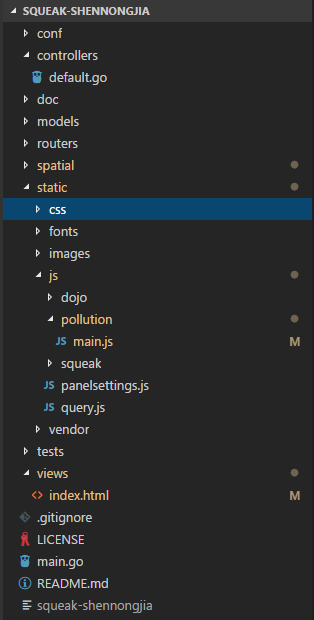 SQUEAK-SHENNONGJIA
conf
controllers
default.go
doc
models
routers
spatial
static
css
fonts
images
js
dojo
pollution
JS main.js M
squeak
JS panelsettings.js
JS query.js
vendor
tests
views
<> index.html M
.gitignore
LICENSE
main.go
README.md
squeak-shennongjia